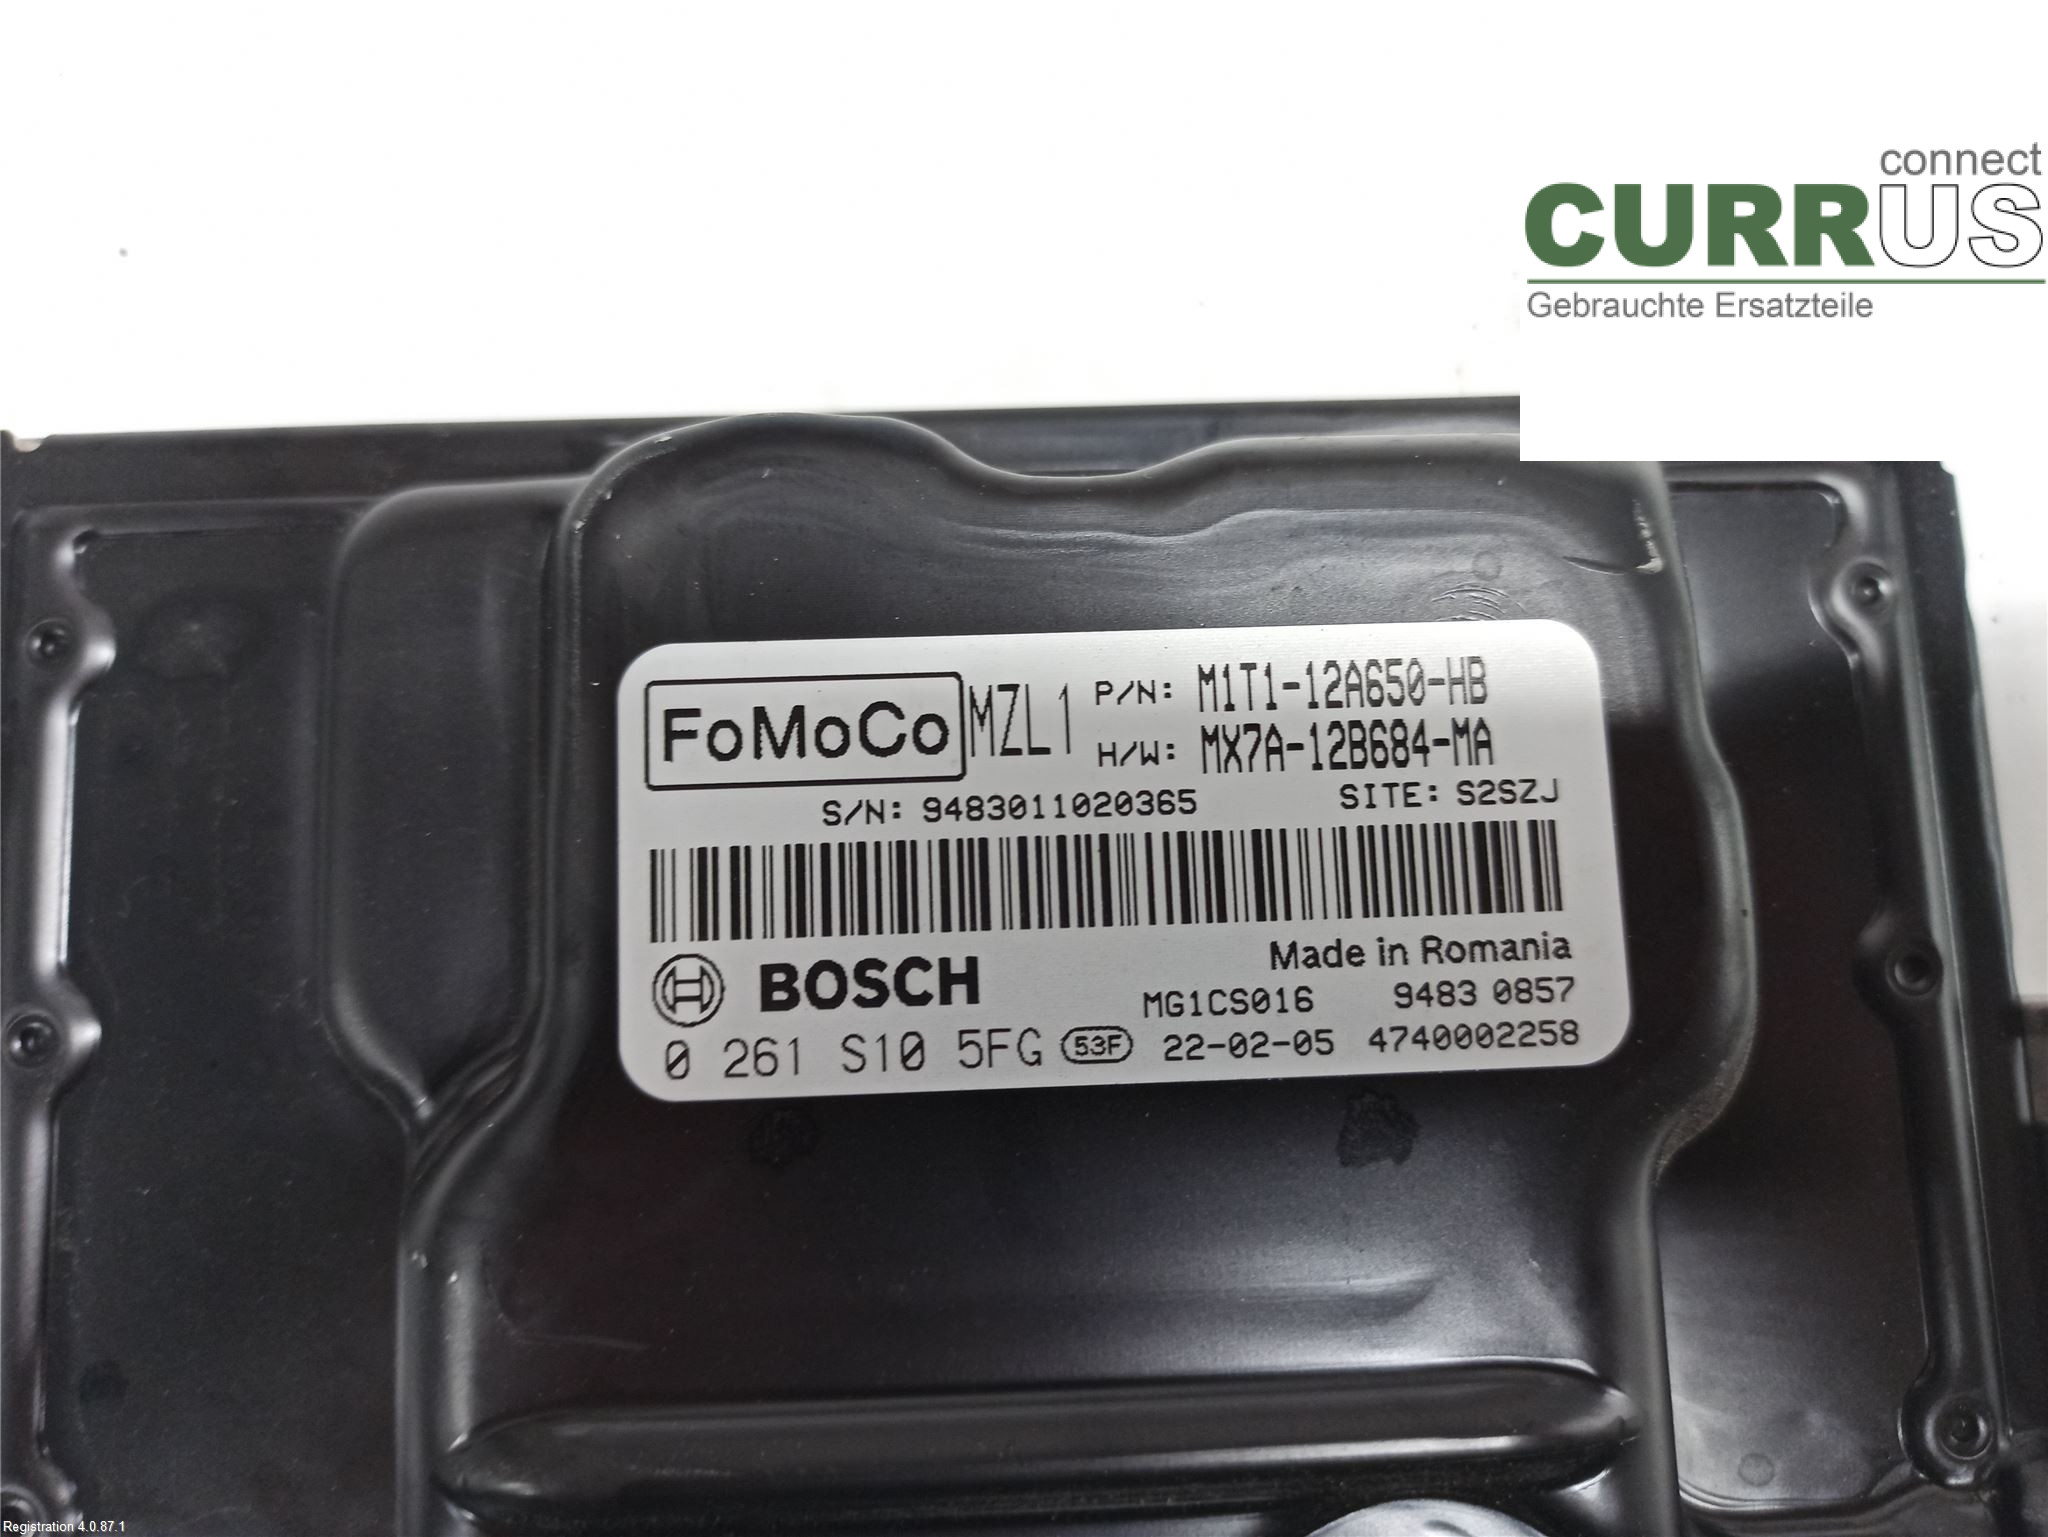 connect
CURRUS
Gebrauchte Ersatzteile
FoMoCo MZL1 P/N: M1T1-12A650-HB
H/W: MX7A-12B684-MA
S/N: 9483011020365 SITE: S2SZJ
Made in Romania
BOSCH
MG1CS016 9483 0857
0 261 S10 5FG 53F 22-02-05 4740002258
Registration 4.0.87.1